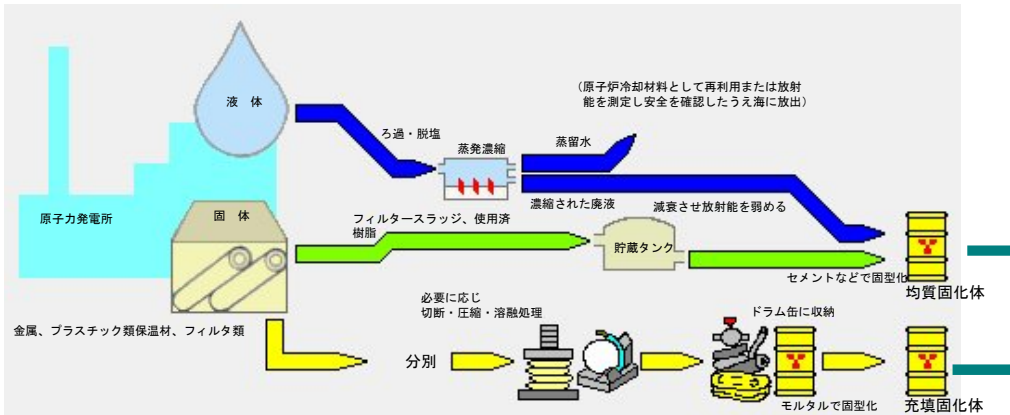 （原子炉冷却材料として再利用または放射
能を測定し安全を確認したうえ海に放出）
液　体
ろ過・脱塩
蒸発濃縮
蒸留水
濃縮された廃液
減衰させ放射能を弱める
原子力発電所
固　体
フィルタースラッジ、使用済
樹脂
貯蔵タンク
セメントなどで固型化
均質固化体
金属、プラスチック類保温材、フィルタ類
必要に応じ
切断・圧縮・溶融処理
分別
ドラム缶に収納
モルタルで固型化
充填固化体